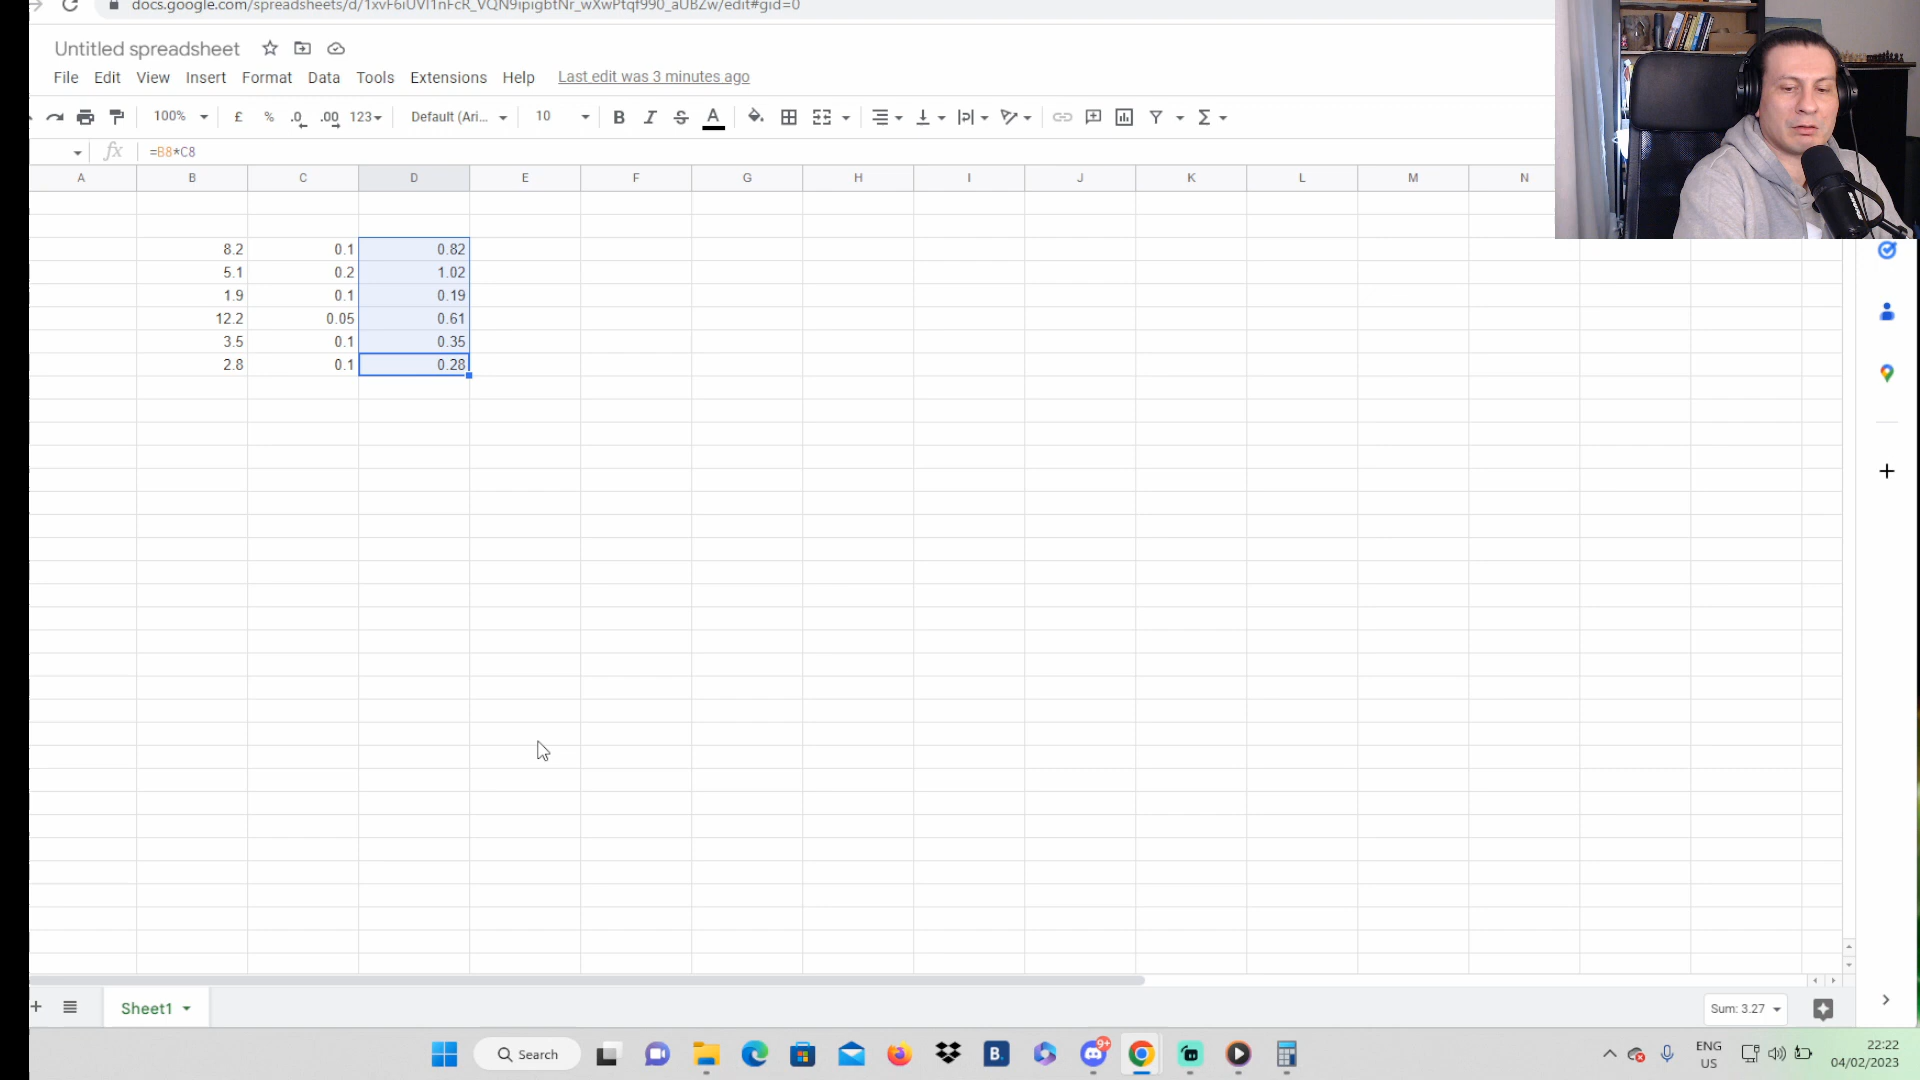 docs.google.com/spreadsheets/d/1xvF6iUVl1nFcR_VQN9ipigbtNr_wXwPtqf990_aUBZw/edit#gid=0
Untitled spreadsheet
File Edit View Insert Format Data Tools Extensions Help Last edit was 3 minutes ago
100% £ % .0 .00 123 Default (Ari... 10 B I S A Σ
fx =B8*C8
A B C D E F G H I J K L M N
8.2 0.1 0.82
5.1 0.2 1.02
1.9 0.1 0.19
12.2 0.05 0.61
3.5 0.1 0.35
2.8 0.1 0.28
+ Sheet1 Sum: 3.27
Search B. 9+ ENG US 22:22
04/02/2023